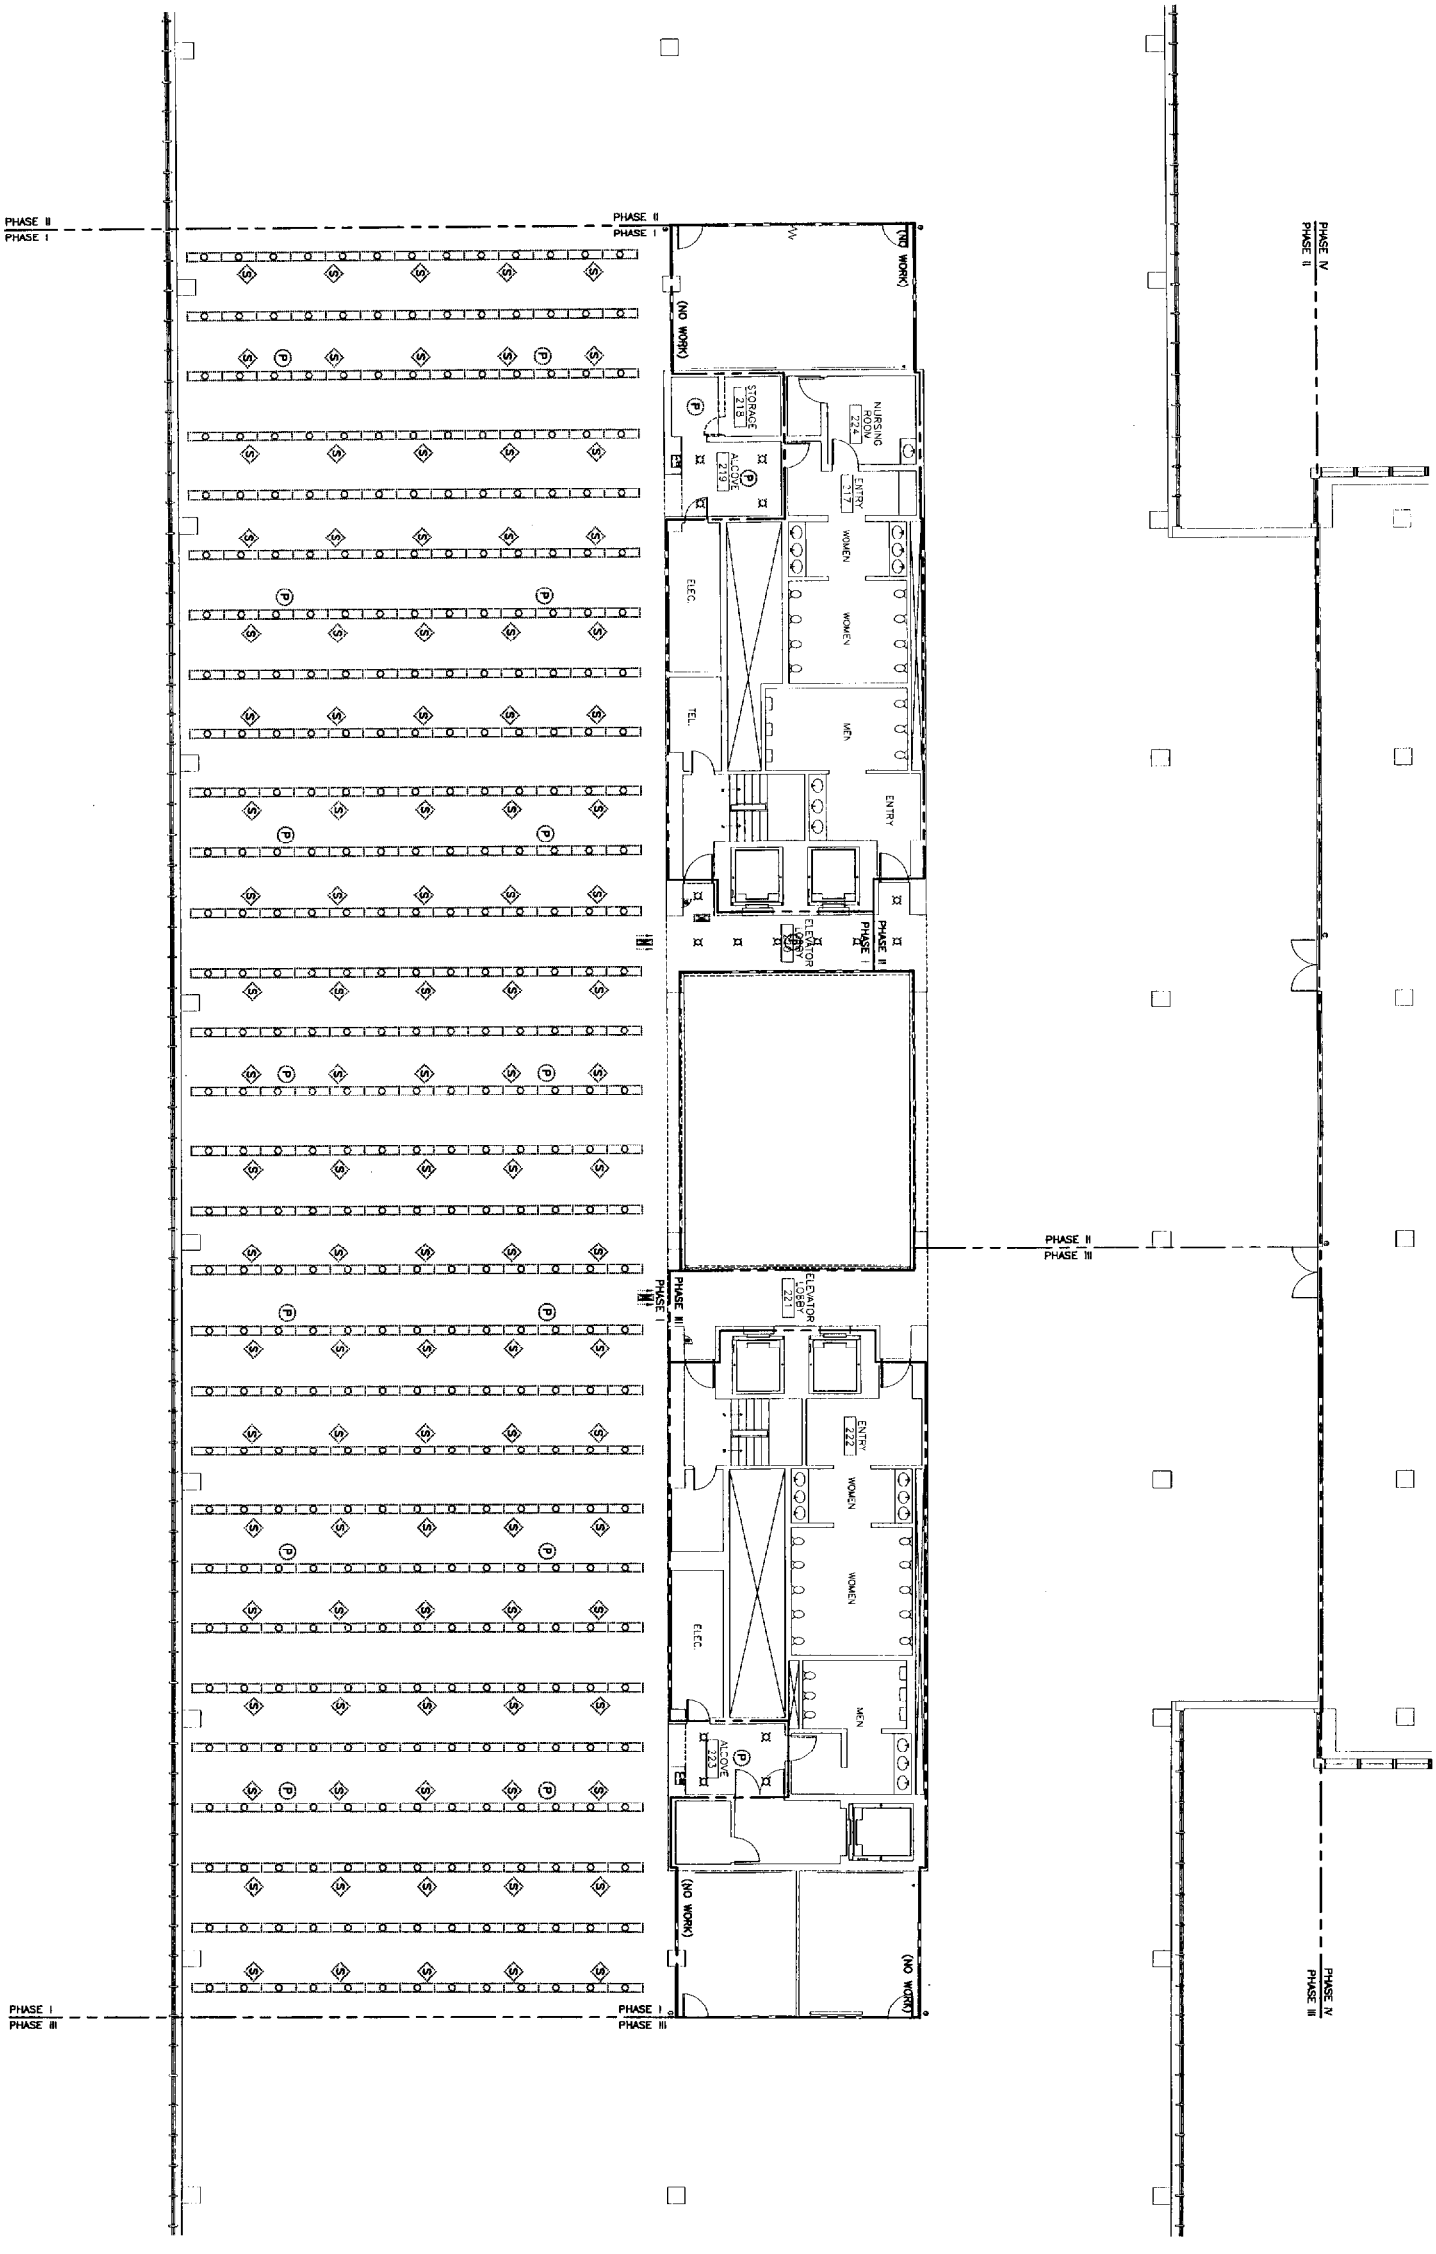 PHASE II
PHASE I
PHASE II
PHASE I
PHASE IV
PHASE II
(NO WORK)
(NO WORK)
S S S S S
S P S S S P S
STORAGE
218
P
NURSING
ROOM
224
S S S S S
ALCOVE
219
P
ENTRY
217
S S S S S
WOMEN
P P
ELEC.
WOMEN
S S S S S
TEL.
MEN
S S S S S
S S S S S
ENTRY
P P
S S S S S
ELEVATOR
LOBBY
PHASE II
PHASE I
S S S S S
S P S S S P S
S S S S S
PHASE II
PHASE III
S S S S S
PHASE III
PHASE I
ELEVATOR
LOBBY
221
P P
S S S S S
S S S S S
ENTRY
222
WOMEN
S S S S S
P P
WOMEN
S S S S S
ELEC.
S S S S S
MEN
ALCOVE
223
P
S P S S S P S
S S S S S
(NO WORK)
(NO WORK)
S S S S S
PHASE IV
PHASE III
PHASE I
PHASE III
PHASE I
PHASE III